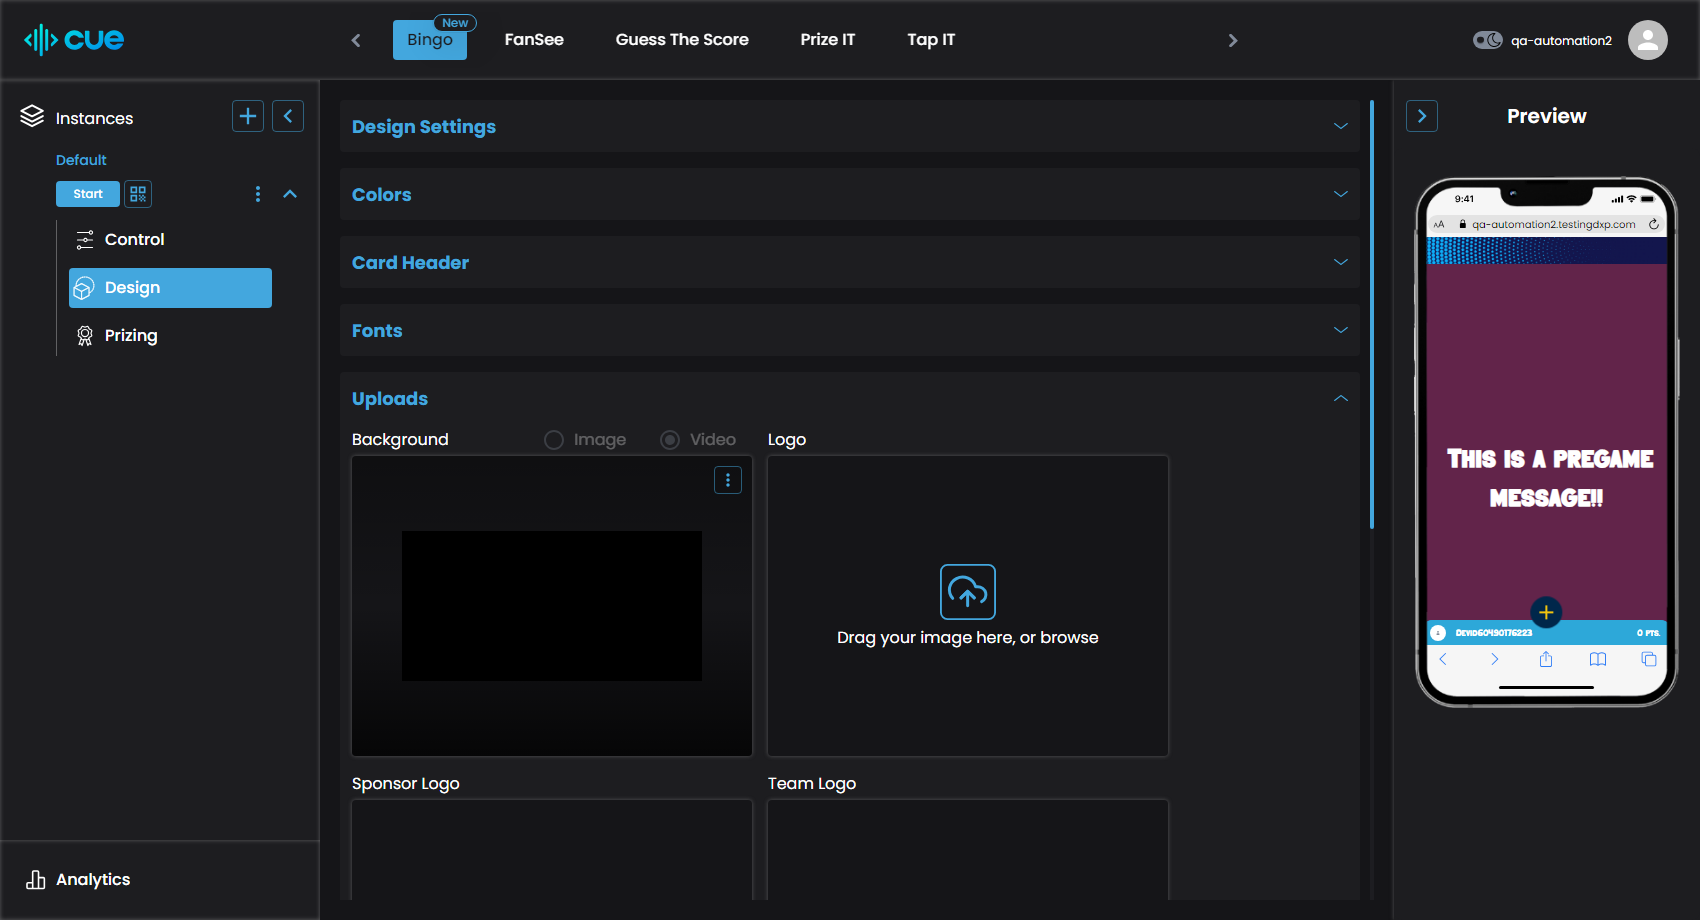 cue
Bingo
New
FanSee
Guess The Score
Prize IT
Tap IT
qa-automation2
Instances
Default
Start
Control
Design
Prizing
Analytics
Design Settings
Colors
Card Header
Fonts
Uploads
Background
Image
Video
Logo
Drag your image here, or browse
Sponsor Logo
Team Logo
Preview
9:41
AA
qa-automation2.testingdxp.com
THIS IS A PREGAME
MESSAGE!!
DEV1060490176223
0 PTS.